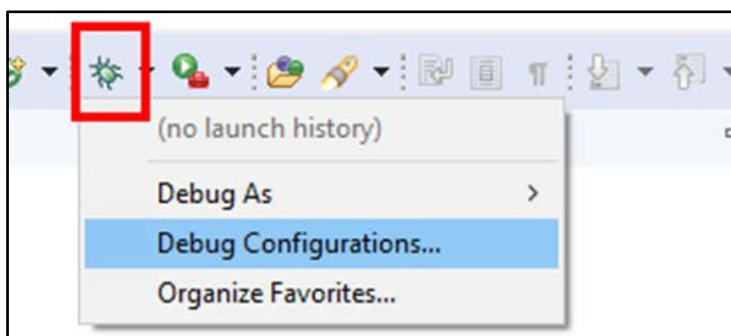 (no launch history)
Debug As
Debug Configurations...
Organize Favorites...